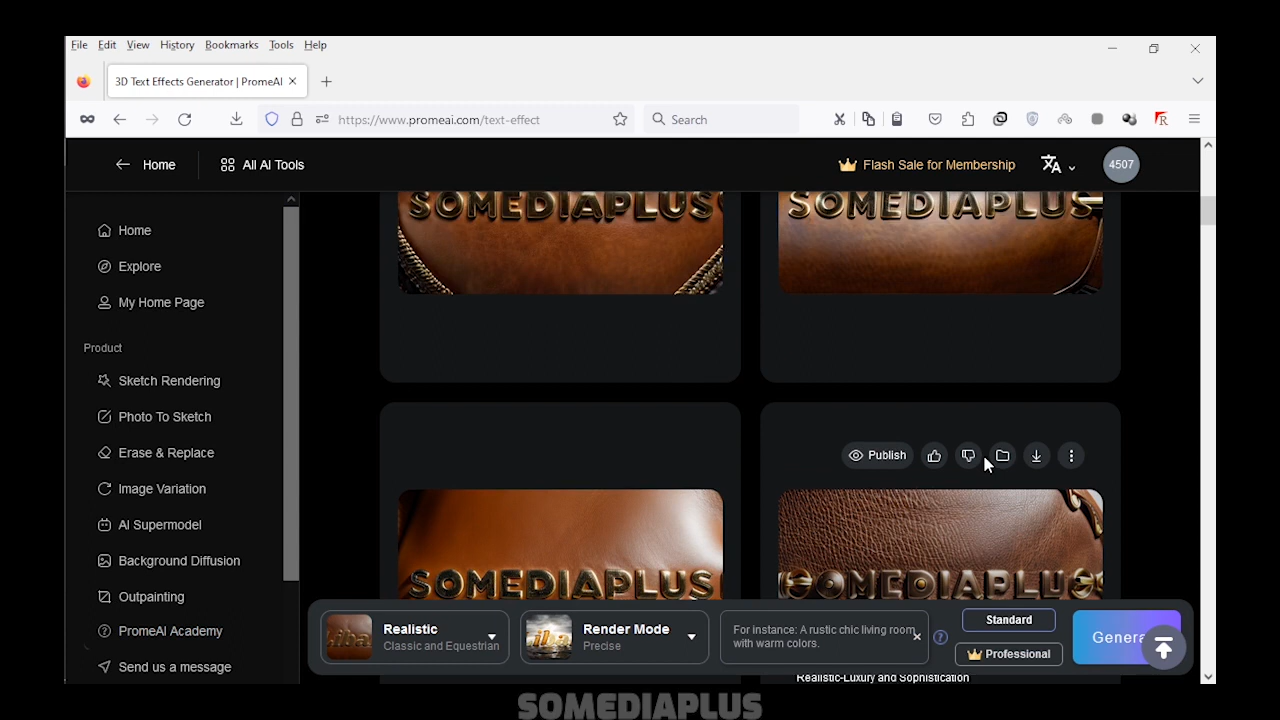 File Edit View History Bookmarks Tools Help
3D Text Effects Generator | PromeAI
https://www.promeai.com/text-effect
Search
Home
All AI Tools
Flash Sale for Membership
4507
SOMEDIAPLUS
SOMEDIAPLUS
Home
Explore
My Home Page
Product
Sketch Rendering
Photo To Sketch
Erase & Replace
Image Variation
AI Supermodel
Background Diffusion
Outpainting
PromeAI Academy
Send us a message
Publish
SOMEDIAPLUS
Realistic
Classic and Equestrian
Render Mode
Precise
For instance: A rustic chic living room
with warm colors.
Standard
Professional
Genera
Realistic-Luxury and Sophistication
SOMEDIAPLUS